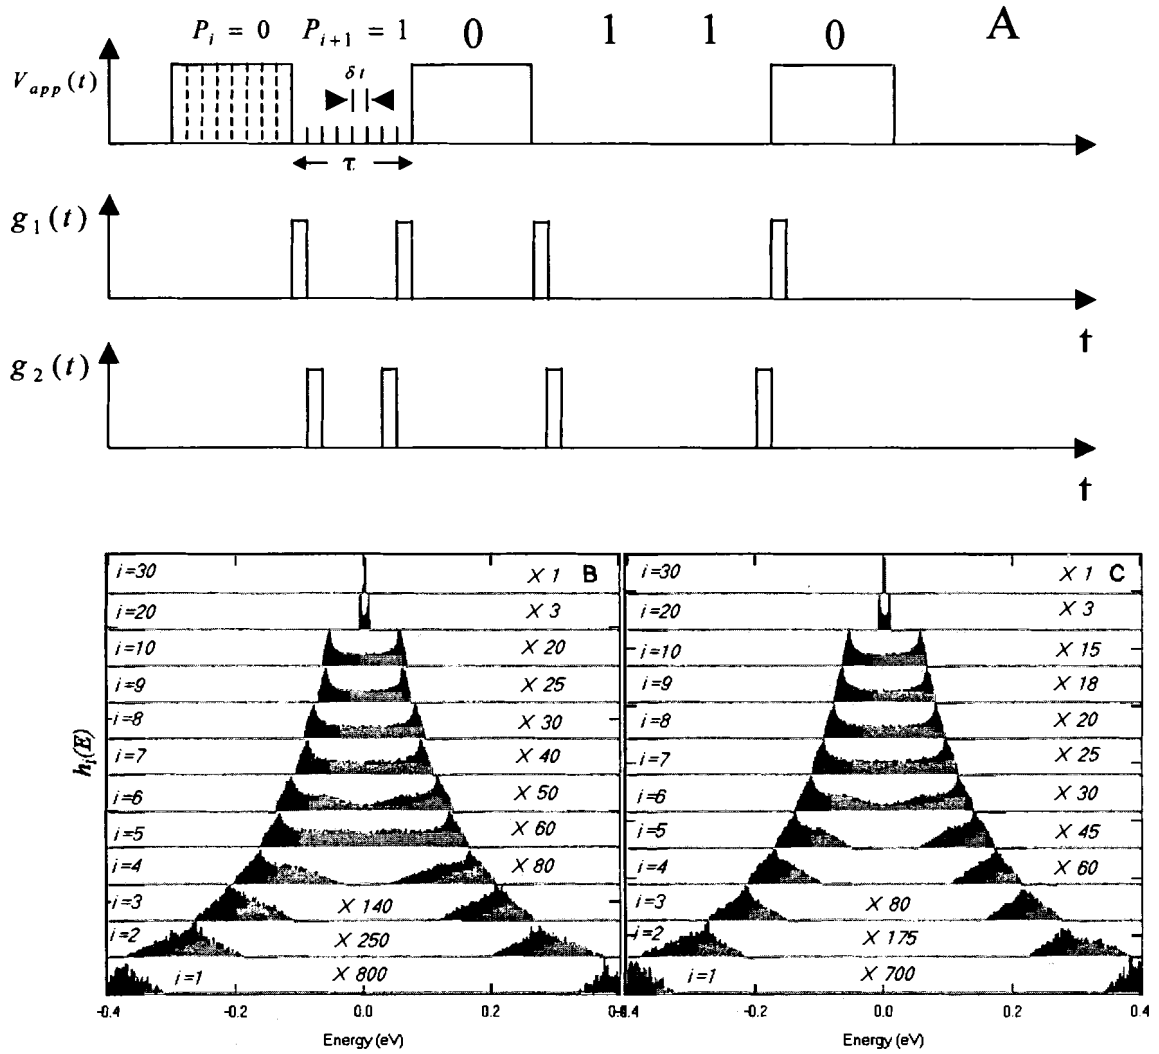 P_i = 0 P_{i+1} = 1 0 1 1 0 A
V_{app}(t)
δt
τ
g_1(t)
t
g_2(t)
t
h_i(E)
i=30 X 1 B
i=20 X 3
i=10 X 20
i=9 X 25
i=8 X 30
i=7 X 40
i=6 X 50
i=5 X 60
i=4 X 80
i=3 X 140
i=2 X 250
i=1 X 800
-0.4 -0.2 0.0 0.2
Energy (eV)
i=30 X 1 C
i=20 X 3
i=10 X 15
i=9 X 18
i=8 X 20
i=7 X 25
i=6 X 30
i=5 X 45
i=4 X 60
i=3 X 80
i=2 X 175
i=1 X 700
-0.2 0.0 0.2 0.4
Energy (eV)